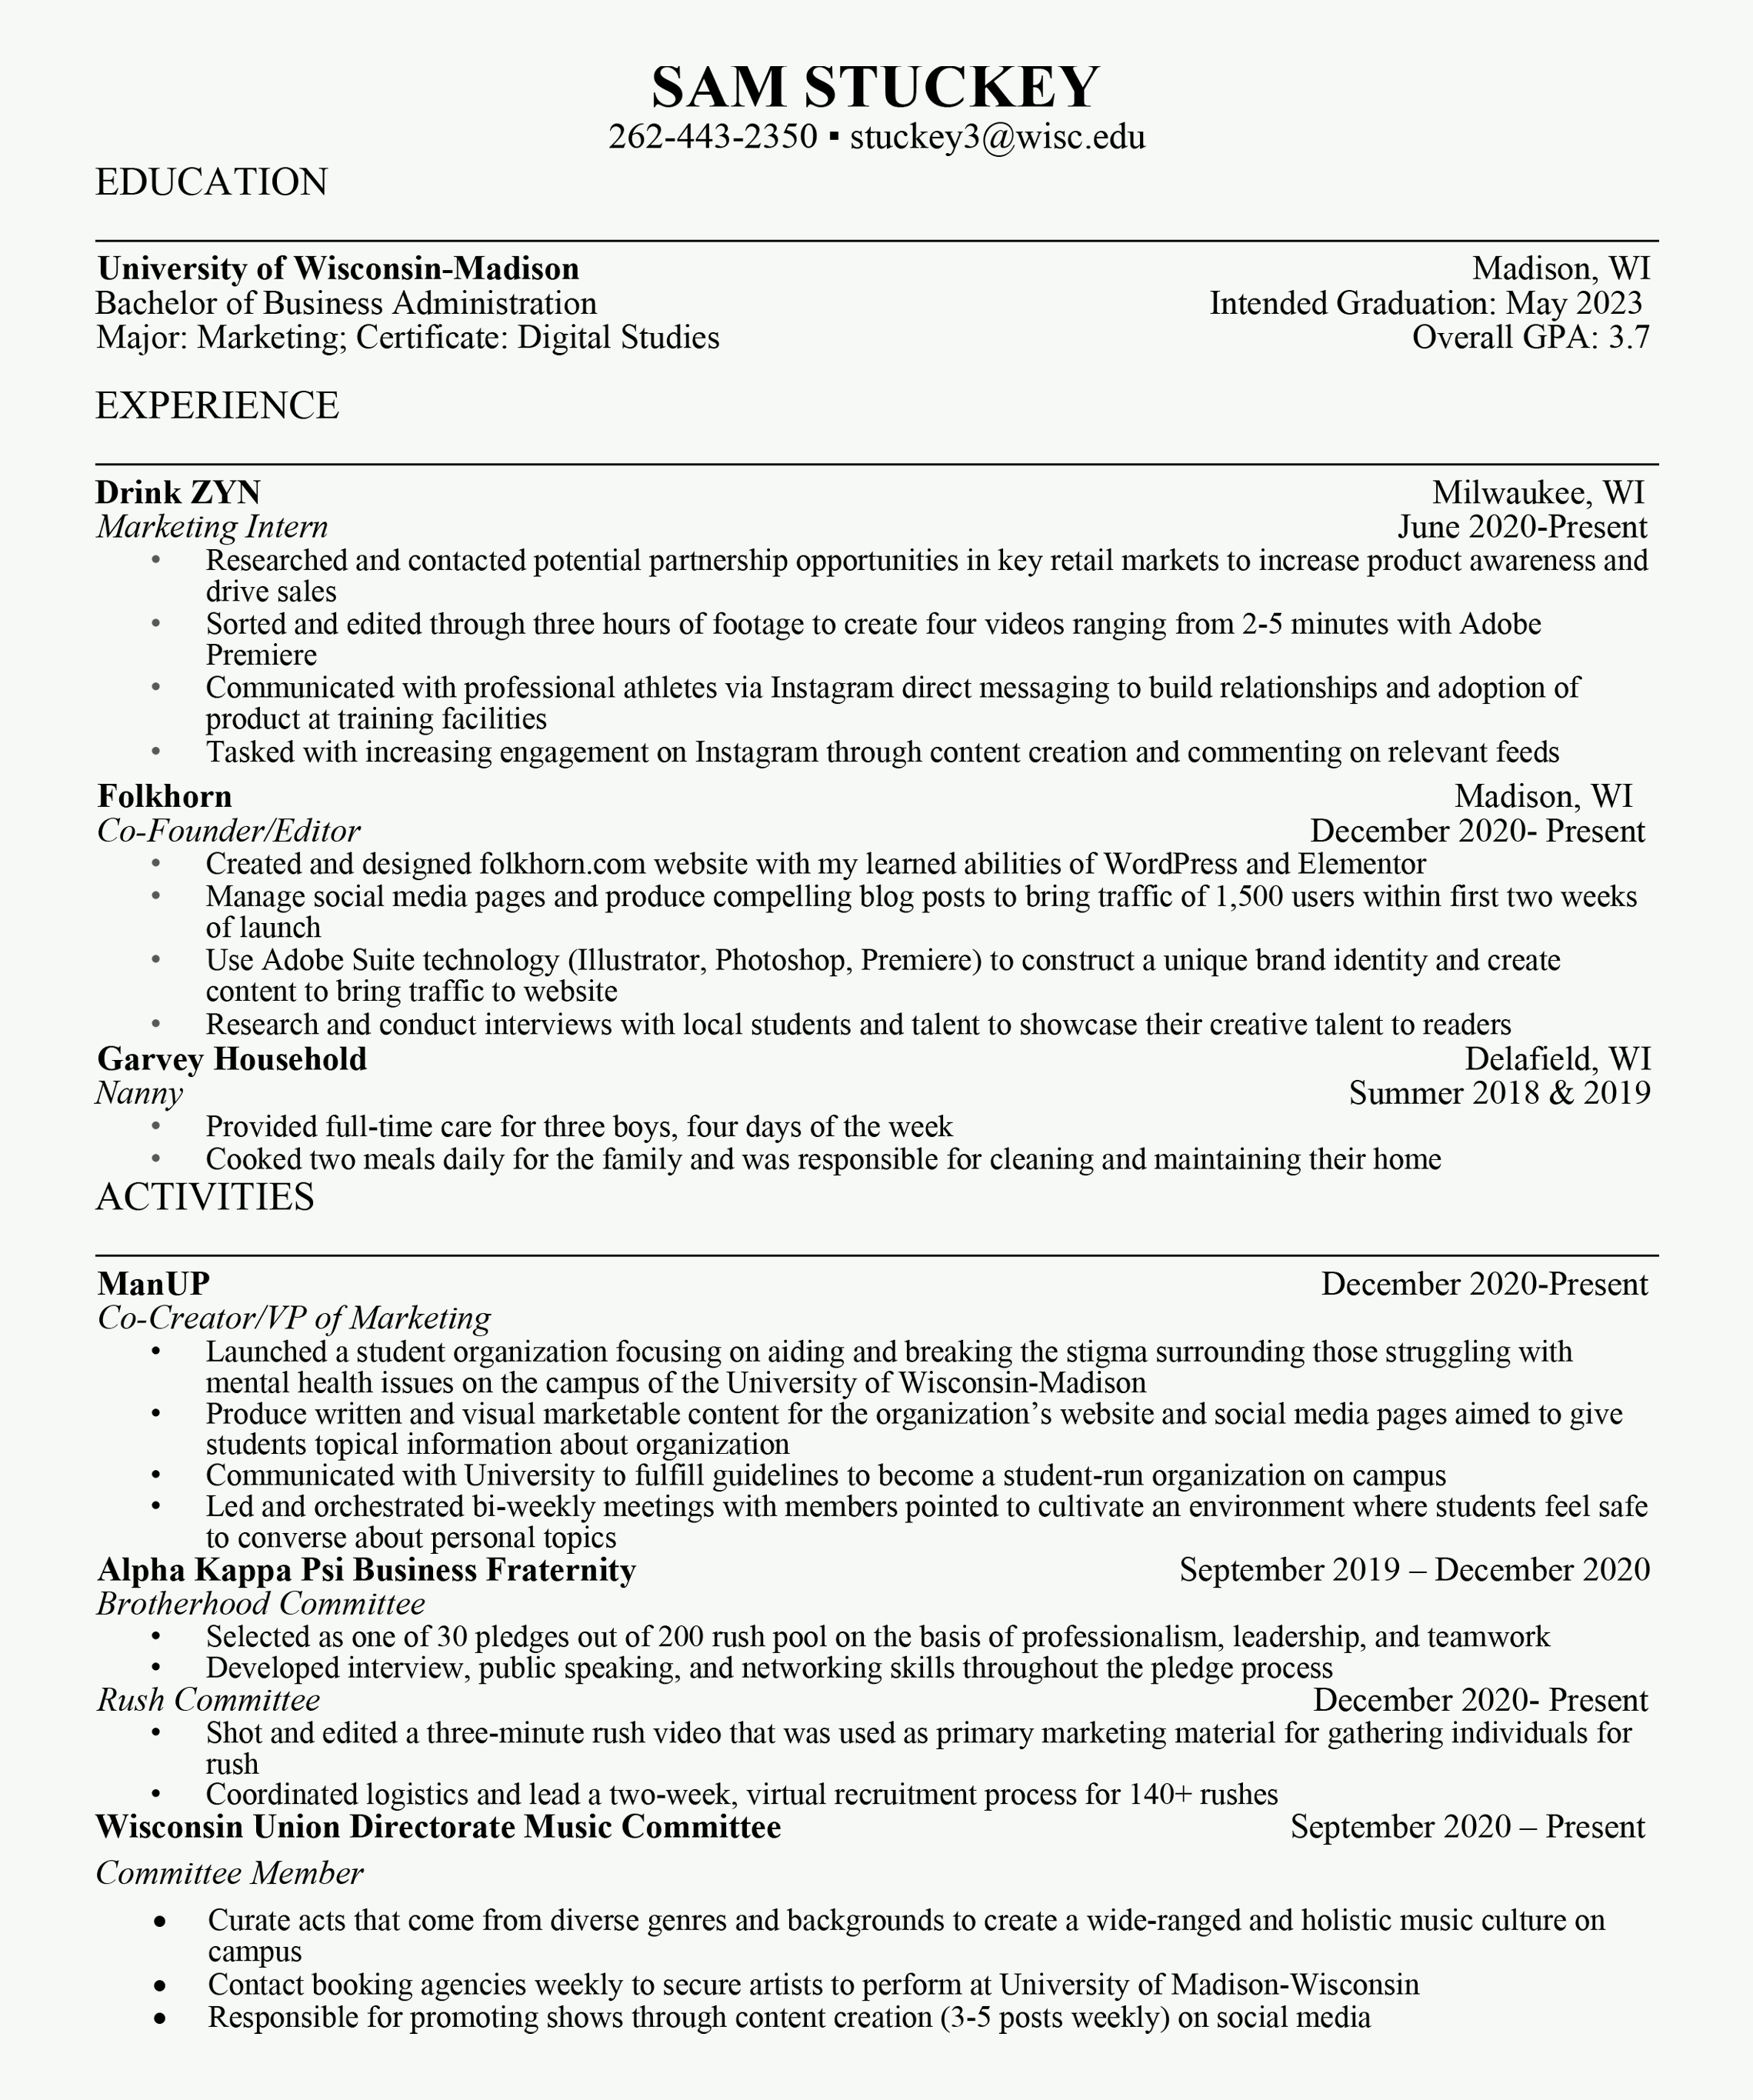 SAM STUCKEY
262-443-2350 ▪ stuckey3@wisc.edu
EDUCATION
University of Wisconsin-Madison Madison, WI
Bachelor of Business Administration Intended Graduation: May 2023
Major: Marketing; Certificate: Digital Studies Overall GPA: 3.7
EXPERIENCE
Drink ZYN Milwaukee, WI
Marketing Intern June 2020-Present
• Researched and contacted potential partnership opportunities in key retail markets to increase product awareness and
drive sales
• Sorted and edited through three hours of footage to create four videos ranging from 2-5 minutes with Adobe
Premiere
• Communicated with professional athletes via Instagram direct messaging to build relationships and adoption of
product at training facilities
• Tasked with increasing engagement on Instagram through content creation and commenting on relevant feeds
Folkhorn Madison, WI
Co-Founder/Editor December 2020- Present
• Created and designed folkhorn.com website with my learned abilities of WordPress and Elementor
• Manage social media pages and produce compelling blog posts to bring traffic of 1,500 users within first two weeks
of launch
• Use Adobe Suite technology (Illustrator, Photoshop, Premiere) to construct a unique brand identity and create
content to bring traffic to website
• Research and conduct interviews with local students and talent to showcase their creative talent to readers
Garvey Household Delafield, WI
Nanny Summer 2018 & 2019
• Provided full-time care for three boys, four days of the week
• Cooked two meals daily for the family and was responsible for cleaning and maintaining their home
ACTIVITIES
ManUP December 2020-Present
Co-Creator/VP of Marketing
• Launched a student organization focusing on aiding and breaking the stigma surrounding those struggling with
mental health issues on the campus of the University of Wisconsin-Madison
• Produce written and visual marketable content for the organization’s website and social media pages aimed to give
students topical information about organization
• Communicated with University to fulfill guidelines to become a student-run organization on campus
• Led and orchestrated bi-weekly meetings with members pointed to cultivate an environment where students feel safe
to converse about personal topics
Alpha Kappa Psi Business Fraternity September 2019 – December 2020
Brotherhood Committee
• Selected as one of 30 pledges out of 200 rush pool on the basis of professionalism, leadership, and teamwork
• Developed interview, public speaking, and networking skills throughout the pledge process
Rush Committee December 2020- Present
• Shot and edited a three-minute rush video that was used as primary marketing material for gathering individuals for
rush
• Coordinated logistics and lead a two-week, virtual recruitment process for 140+ rushes
Wisconsin Union Directorate Music Committee September 2020 – Present
Committee Member
• Curate acts that come from diverse genres and backgrounds to create a wide-ranged and holistic music culture on
campus
• Contact booking agencies weekly to secure artists to perform at University of Madison-Wisconsin
• Responsible for promoting shows through content creation (3-5 posts weekly) on social media